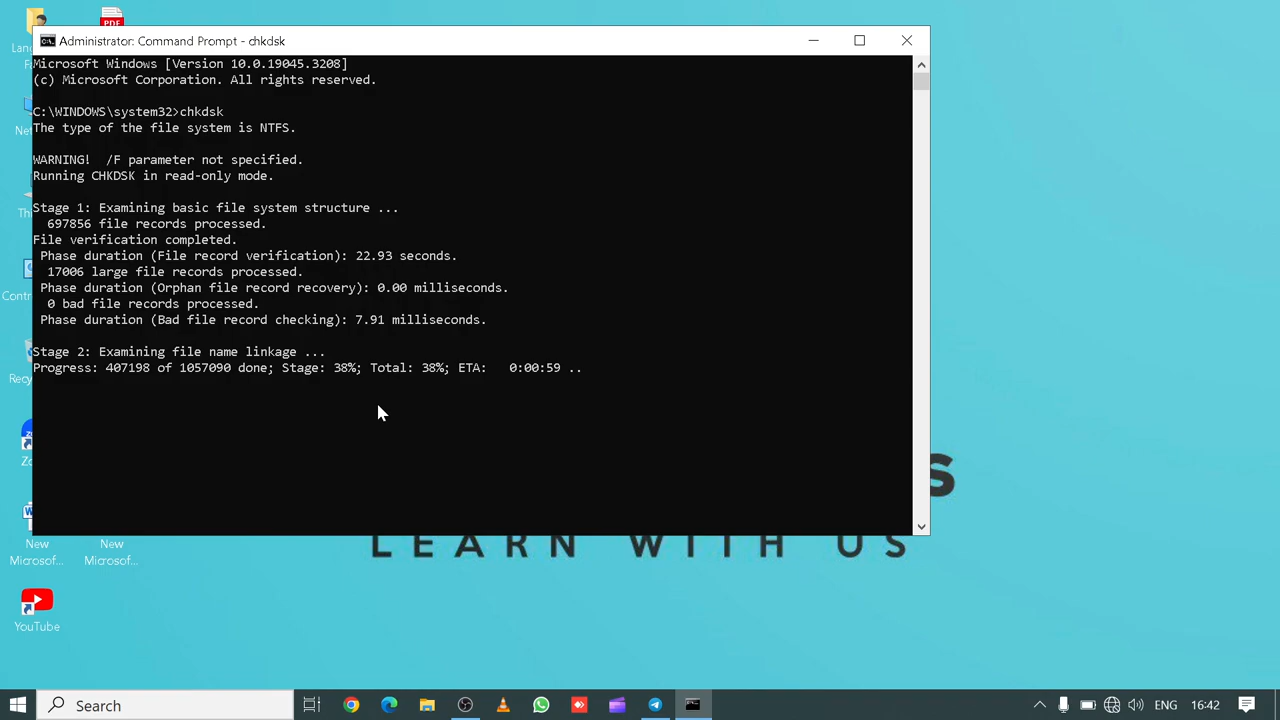 PDF
Administrator: Command Prompt - chkdsk
Microsoft Windows [Version 10.0.19045.3208]
(c) Microsoft Corporation. All rights reserved.
C:\WINDOWS\system32>chkdsk
The type of the file system is NTFS.
WARNING!  /F parameter not specified.
Running CHKDSK in read-only mode.
Stage 1: Examining basic file system structure ...
697856 file records processed.
File verification completed.
Phase duration (File record verification): 22.93 seconds.
17006 large file records processed.
Phase duration (Orphan file record recovery): 0.00 milliseconds.
0 bad file records processed.
Phase duration (Bad file record checking): 7.91 milliseconds.
Stage 2: Examining file name linkage ...
Progress: 407198 of 1057090 done; Stage: 38%; Total: 38%; ETA:   0:00:59 ..
LEARN WITH US
New
Microsof...
New
Microsof...
YouTube
Search
ENG
16:42